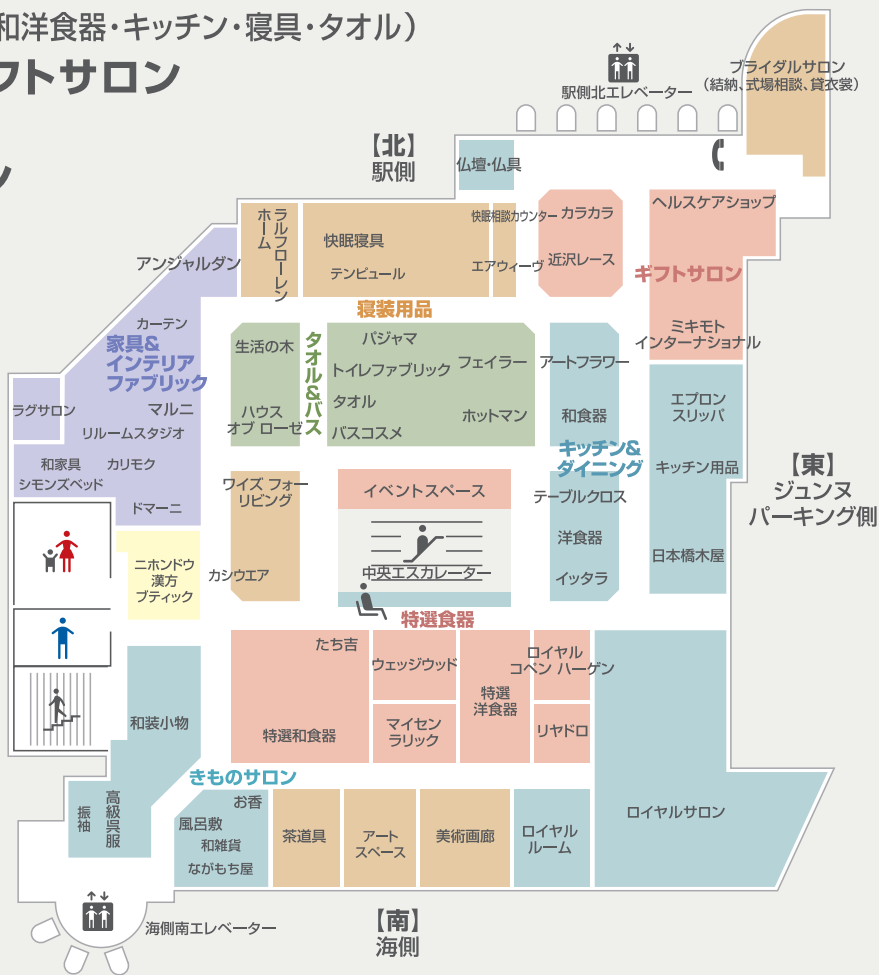 和洋食器・キッチン・寝具・タオル）
フトサロン
ン
駅側北エレベーター
ブライダルサロン
（結納、式場相談、貸衣裳）
【北】
駅側
仏壇・仏具
ラルフローレン
ホーム
快眠寝具
テンピュール
快眠相談カウンター
エアウィーヴ
カラカラ
近沢レース
ヘルスケアショップ
ギフトサロン
ミキモト
インターナショナル
アンジャルダン
カーテン
家具&
インテリア
ファブリック
ラグサロン
マルニ
リルームスタジオ
和家具
カリモク
シモンズベッド
ドマーニ
寝装用品
生活の木
ハウス
オブ ローゼ
タオル&バス
パジャマ
トイレファブリック
フェイラー
タオル
ホットマン
バスコスメ
アートフラワー
和食器
キッチン&
ダイニング
テーブルクロス
洋食器
イッタラ
エプロン
スリッパ
キッチン用品
日本橋木屋
【東】
ジュンヌ
パーキング側
ワイズ フォー
リビング
カシウエア
イベントスペース
中央エスカレーター
ニホンドウ
漢方
ブティック
特選食器
たち吉
特選和食器
ウェッジウッド
マイセン
ラリック
特選
洋食器
ロイヤル
コペン ハーゲン
リヤドロ
和装小物
きものサロン
振袖
高級呉服
お香
風呂敷
和雑貨
ながもち屋
茶道具
アート
スペース
美術画廊
ロイヤル
ルーム
ロイヤルサロン
海側南エレベーター
【南】
海側